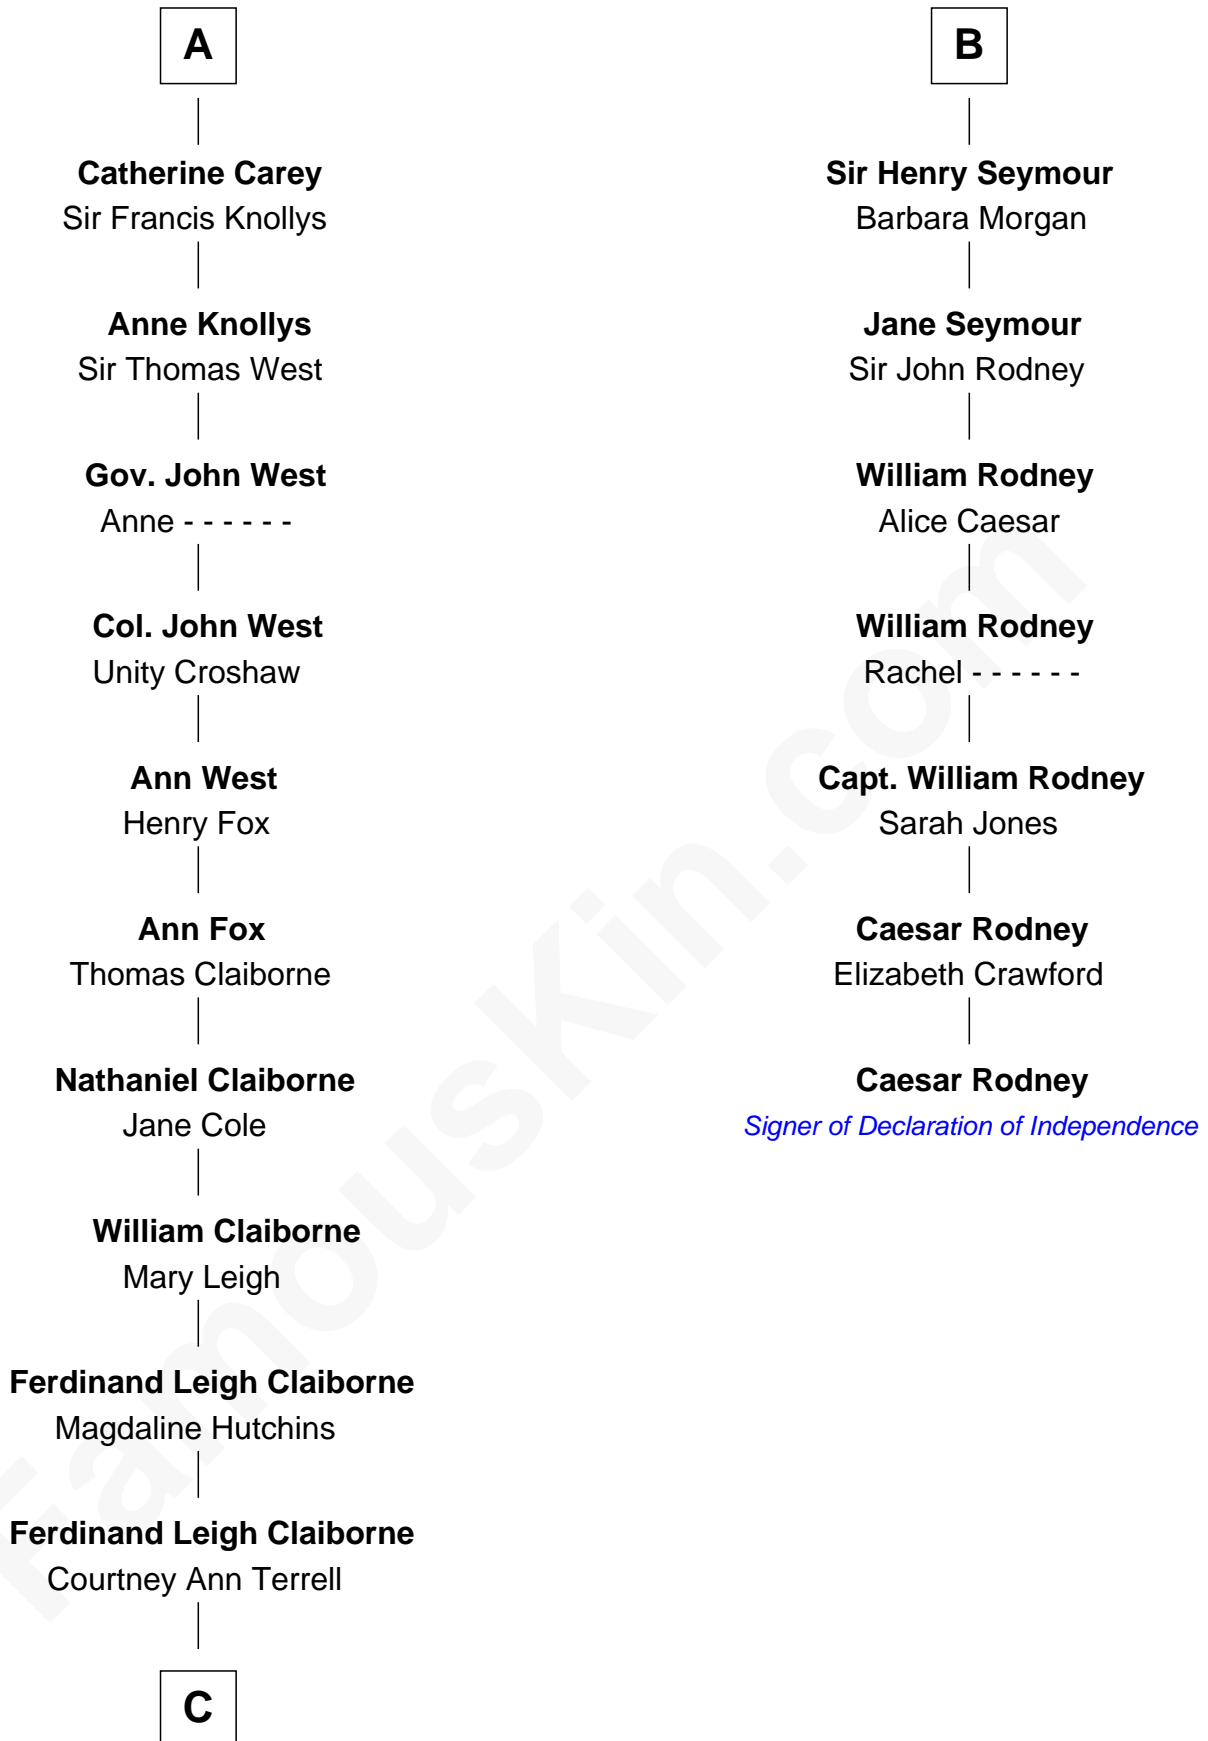 A
Catherine Carey
Sir Francis Knollys
Anne Knollys
Sir Thomas West
Gov. John West
Anne - - - - - -
Col. John West
Unity Croshaw
Ann West
Henry Fox
Ann Fox
Thomas Claiborne
Nathaniel Claiborne
Jane Cole
William Claiborne
Mary Leigh
Ferdinand Leigh Claiborne
Magdaline Hutchins
Ferdinand Leigh Claiborne
Courtney Ann Terrell
C
B
Sir Henry Seymour
Barbara Morgan
Jane Seymour
Sir John Rodney
William Rodney
Alice Caesar
William Rodney
Rachel - - - - - -
Capt. William Rodney
Sarah Jones
Caesar Rodney
Elizabeth Crawford
Caesar Rodney
Signer of Declaration of Independence
FamousKin.com